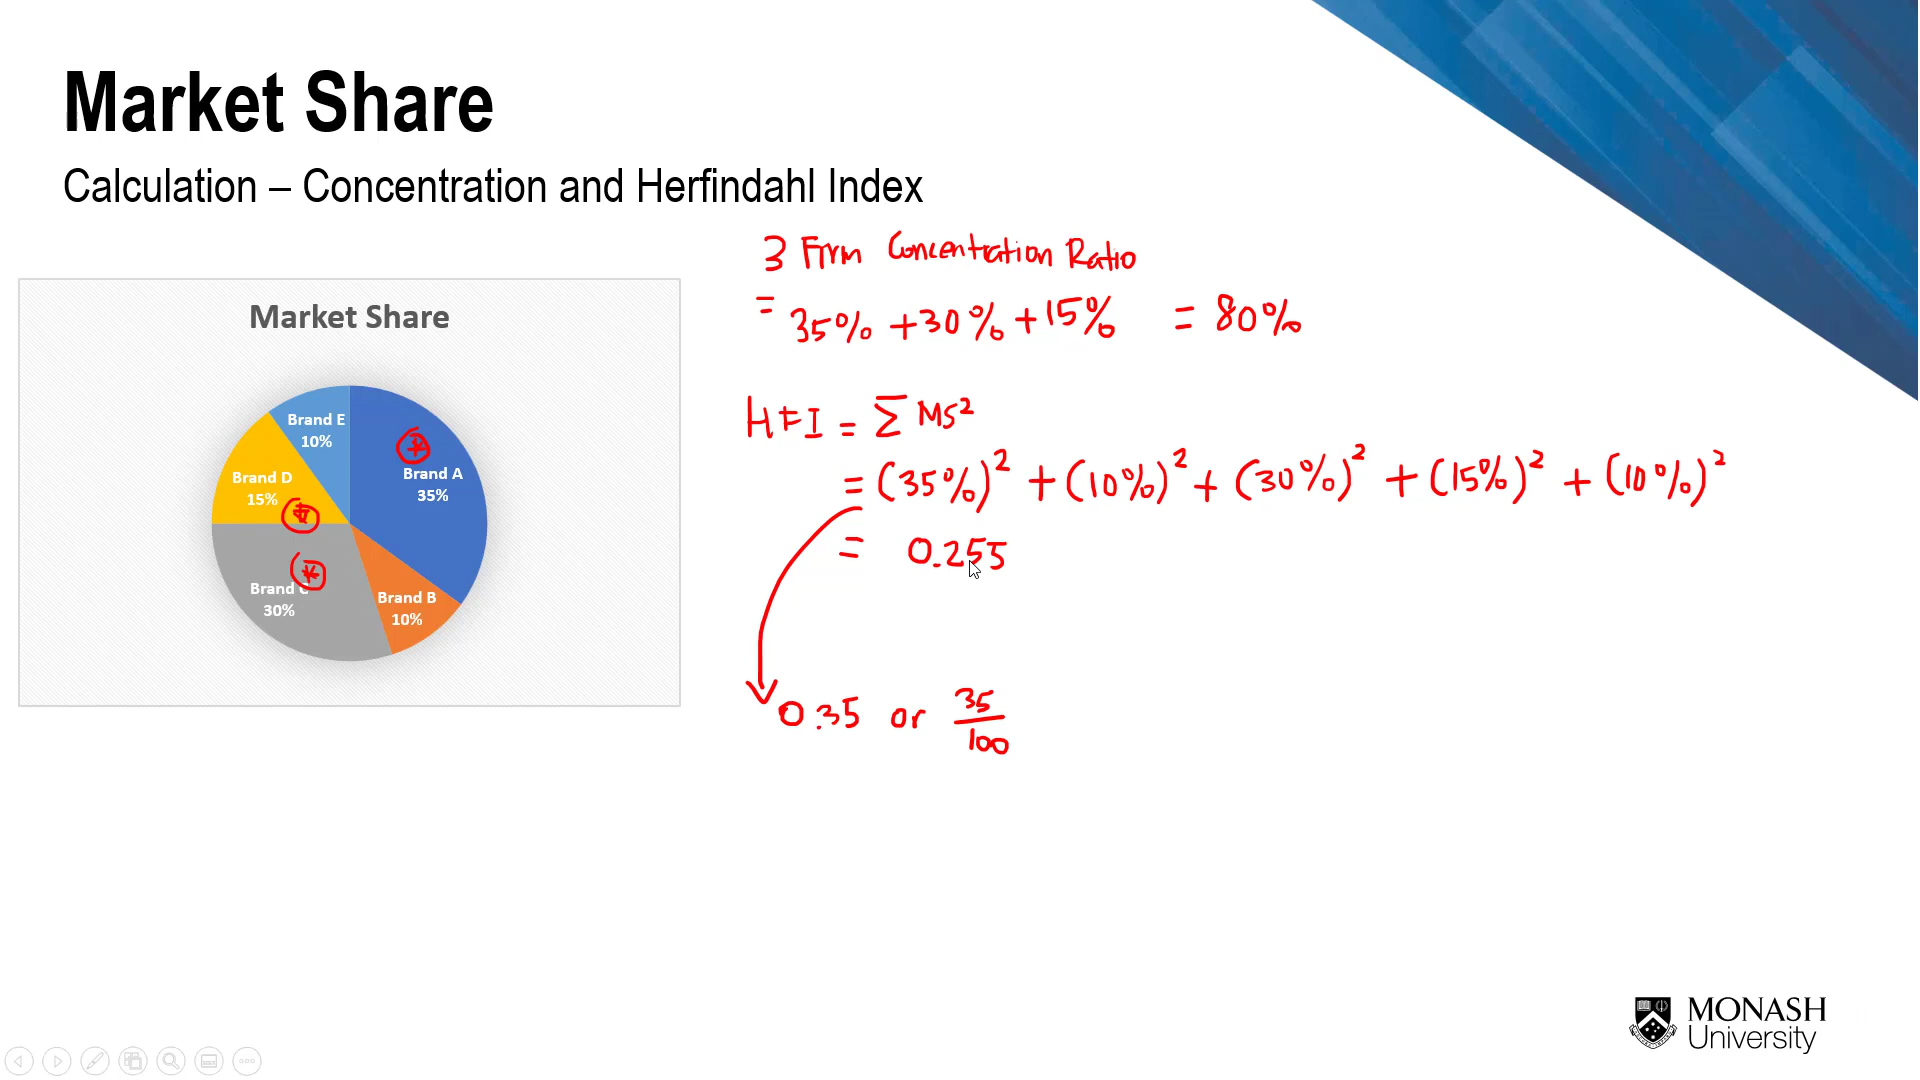 Market Share
Calculation – Concentration and Herfindahl Index
3 Firm Concentration Ratio
= 35% + 30% + 15% = 80%
HFI = Σ MS²
= (35%)² + (10%)² + (30%)² + (15%)² + (10%)²
= 0.255
0.35 or 35/100
Market Share
Brand E
10%
Brand A
35%
Brand D
15%
Brand C
30%
Brand B
10%
MONASH
University